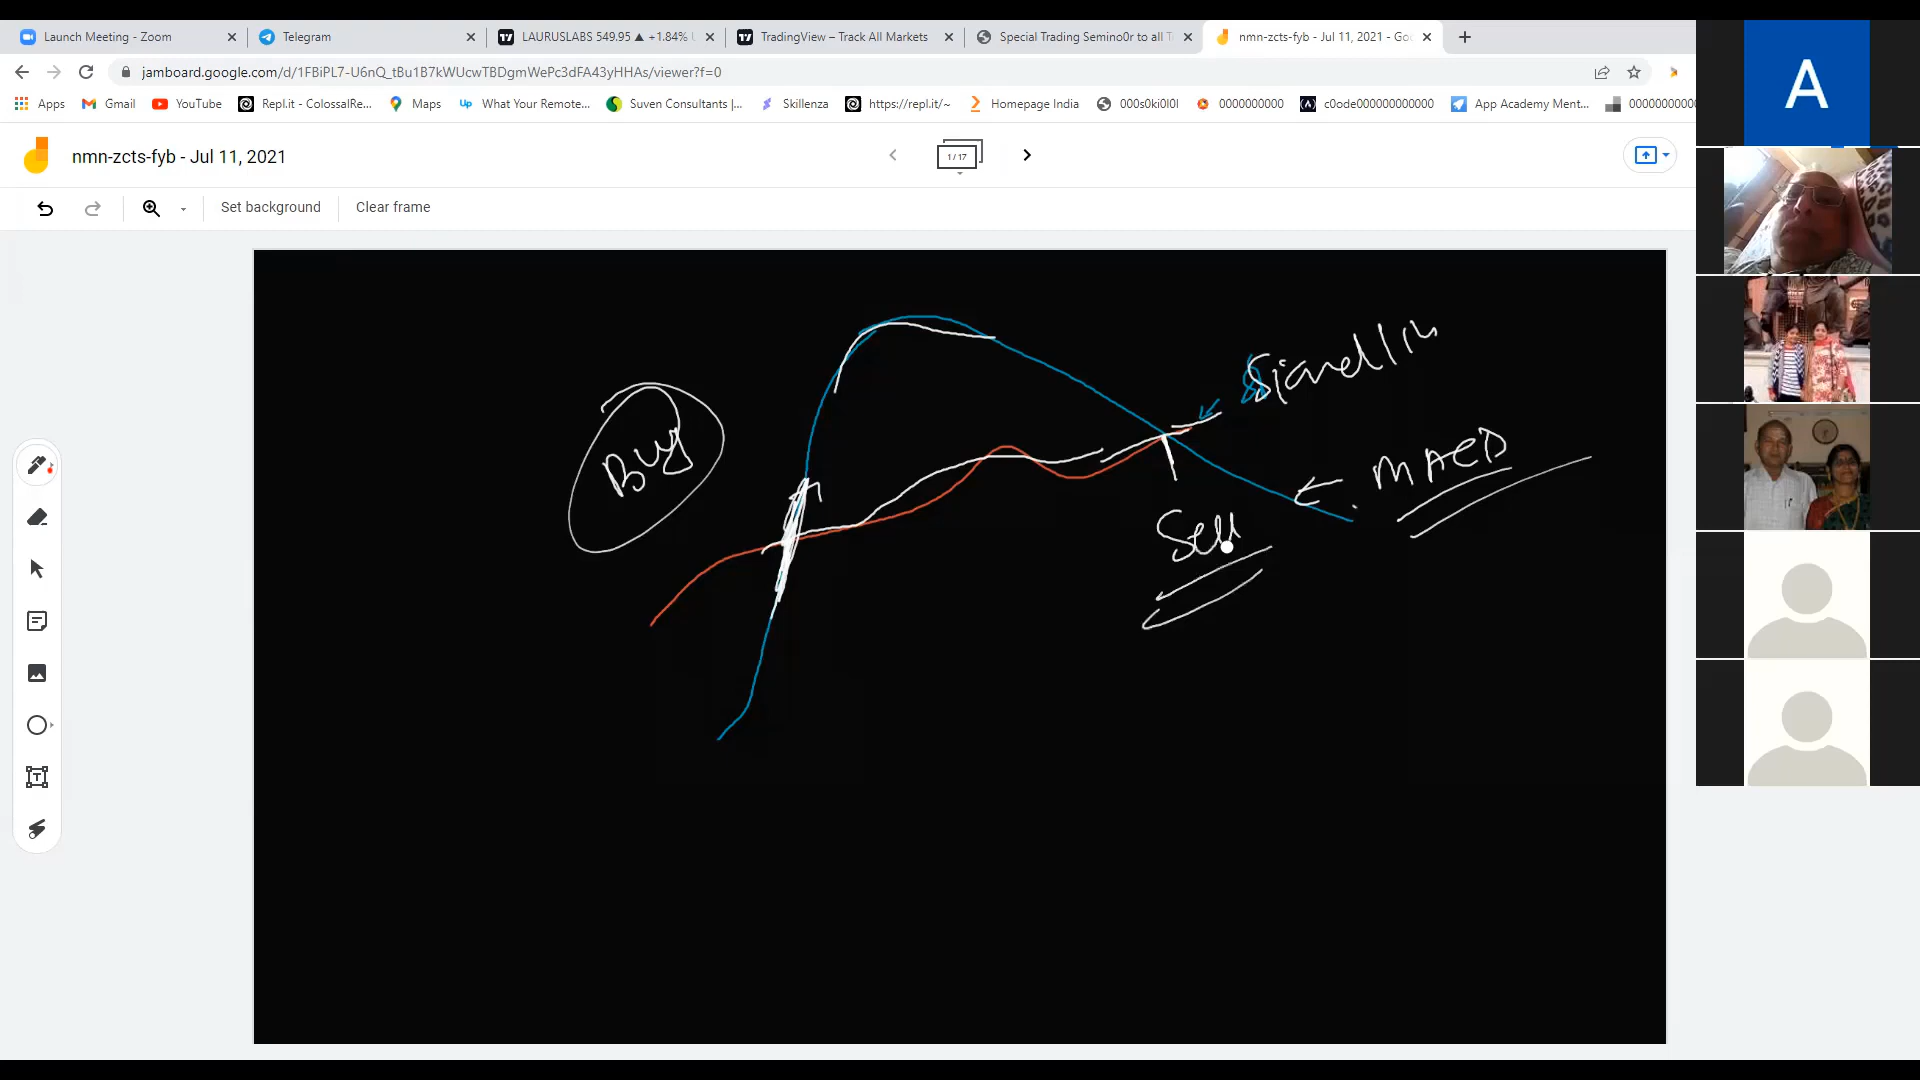 Launch Meeting - Zoom
Telegram
LAURUSLABS 549.95 ▲ +1.84%
TradingView – Track All Markets
Special Trading Semino0r to all T
nmn-zcts-fyb - Jul 11, 2021 - Go
jamboard.google.com/d/1FBiPL7-U6nQ_tBu1B7kWUcwTBDgmWePc3dFA43yHHAs/viewer?f=0
Apps
Gmail
YouTube
Repl.it - ColossalRe...
Maps
What Your Remote...
Suven Consultants |...
Skillenza
https://repl.it/~
Homepage India
000s0ki0l0l
0000000000
c0ode000000000000
App Academy Ment...
0000000000
nmn-zcts-fyb - Jul 11, 2021
1 / 17
Set background
Clear frame
A
Buy
MACD
Sell